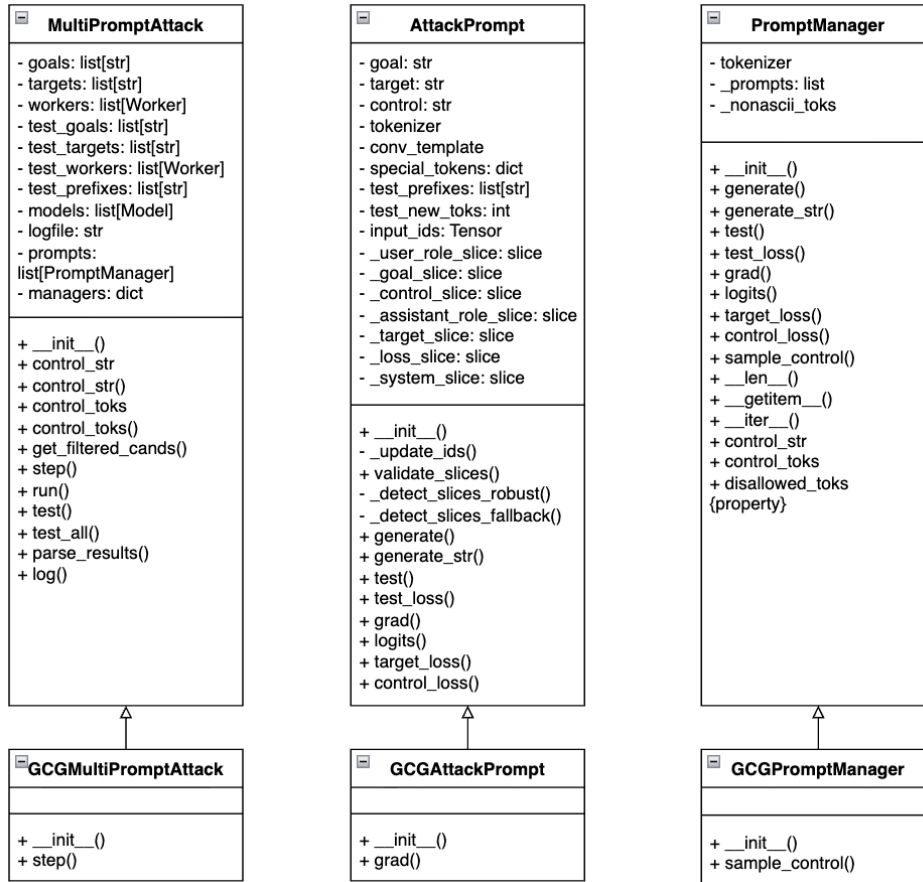 MultiPromptAttack
- goals: list[str]
- targets: list[str]
- workers: list[Worker]
- test_goals: list[str]
- test_targets: list[str]
- test_workers: list[Worker]
- test_prefixes: list[str]
- models: list[Model]
- logfile: str
- prompts:
list[PromptManager]
- managers: dict
+ __init__()
+ control_str
+ control_str()
+ control_toks
+ control_toks()
+ get_filtered_cands()
+ step()
+ run()
+ test()
+ test_all()
+ parse_results()
+ log()
GCGMultiPromptAttack
+ __init__()
+ step()
AttackPrompt
- goal: str
- target: str
- control: str
- tokenizer
- conv_template
- special_tokens: dict
- test_prefixes: list[str]
- test_new_toks: int
- input_ids: Tensor
- _user_role_slice: slice
- _goal_slice: slice
- _control_slice: slice
- _assistant_role_slice: slice
- _target_slice: slice
- _loss_slice: slice
- _system_slice: slice
+ __init__()
- _update_ids()
+ validate_slices()
- _detect_slices_robust()
- _detect_slices_fallback()
+ generate()
+ generate_str()
+ test()
+ test_loss()
+ grad()
+ logits()
+ target_loss()
+ control_loss()
GCGAttackPrompt
+ __init__()
+ grad()
PromptManager
- tokenizer
- _prompts: list
- _nonascii_toks
+ __init__()
+ generate()
+ generate_str()
+ test()
+ test_loss()
+ grad()
+ logits()
+ target_loss()
+ control_loss()
+ sample_control()
+ __len__()
+ __getitem__()
+ __iter__()
+ control_str
+ control_toks
+ disallowed_toks
{property}
GCGPromptManager
+ __init__()
+ sample_control()